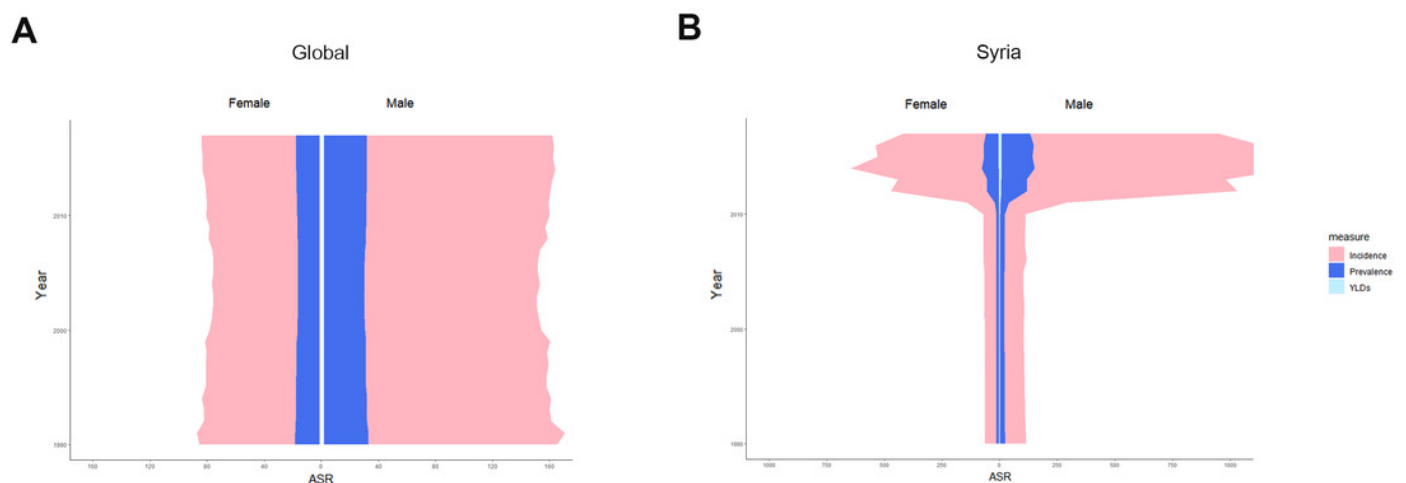 A
Global
Female Male
Year
2010
2000
1990
160 120 80 40 0 40 80 120 160
ASR
B
Syria
Female Male
Year
2010
2000
1990
1000 750 500 250 0 250 500 750 1000
ASR
measure
Incidence
Prevalence
YLDs